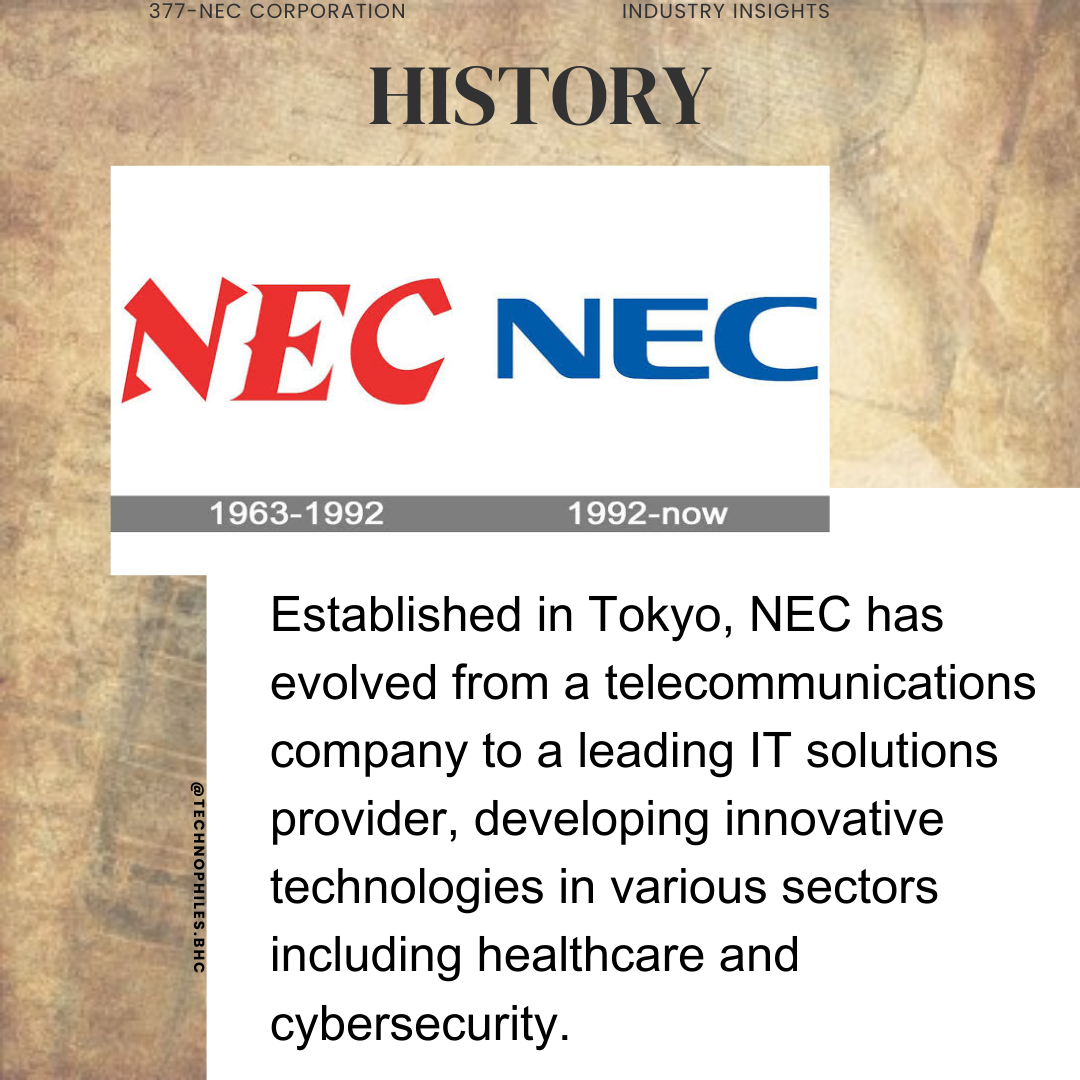 377-NEC CORPORATION
INDUSTRY INSIGHTS
HISTORY
NEC
NEC
1963-1992
1992-now
Established in Tokyo, NEC has
evolved from a telecommunications
company to a leading IT solutions
provider, developing innovative
technologies in various sectors
including healthcare and
cybersecurity.
@TECHNOPHILES.BHC